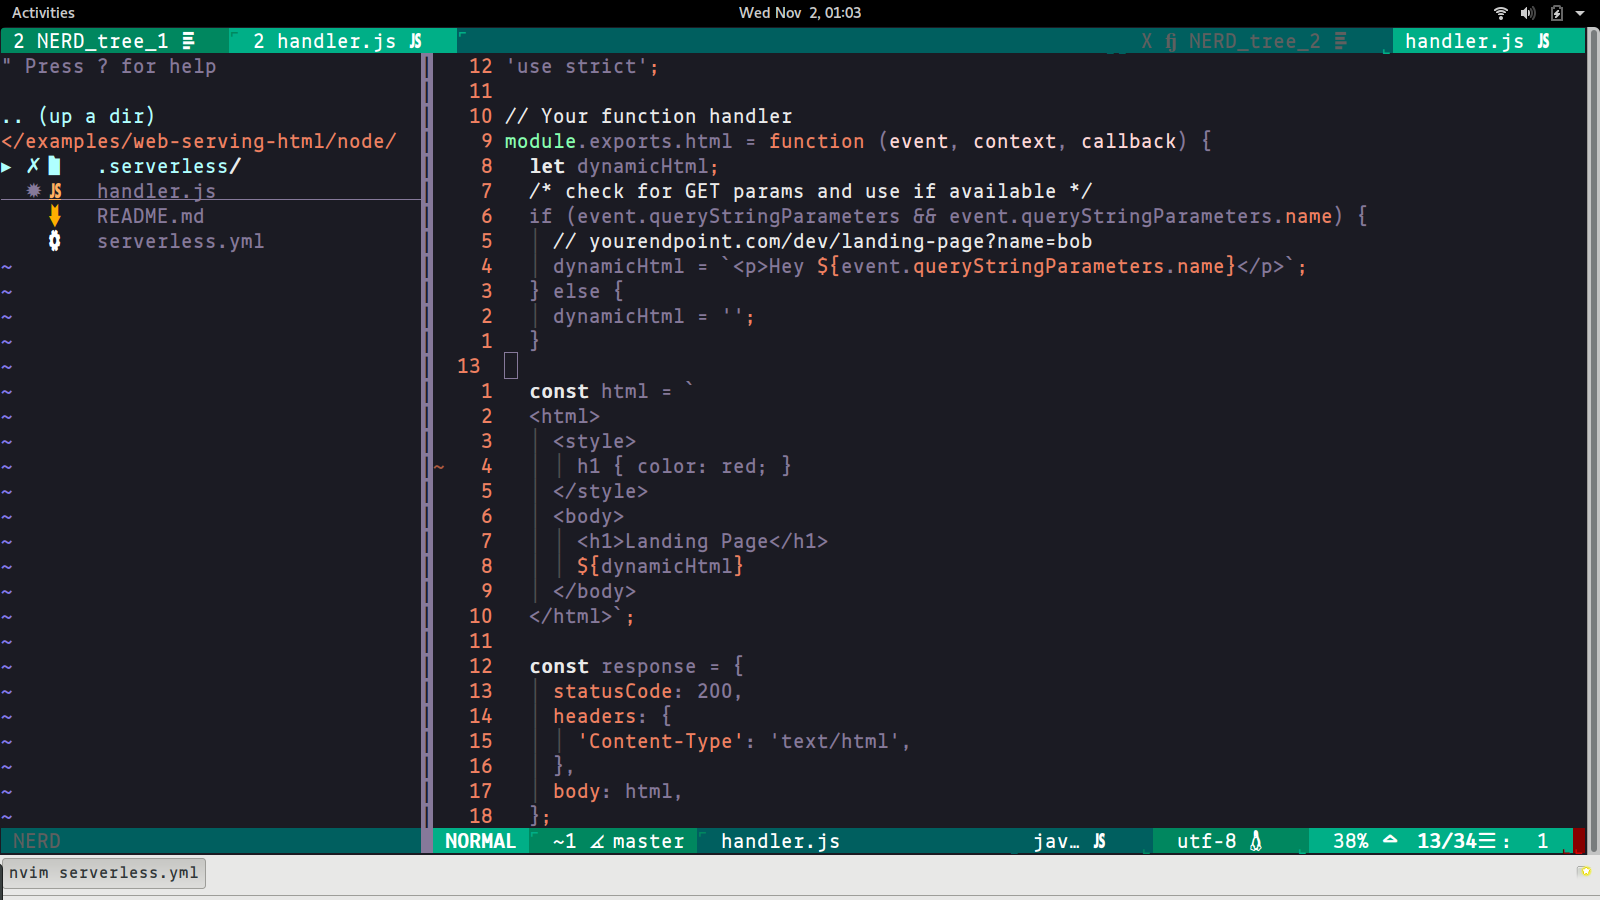 Activities
Wed Nov 2, 01:03
2 NERD_tree_1
2 handler.js JS
X NERD_tree_2
handler.js JS
" Press ? for help
.. (up a dir)
</examples/web-serving-html/node/
▸ ✗ .serverless/
✹ JS handler.js
README.md
serverless.yml
12 'use strict';
11
10 // Your function handler
9 module.exports.html = function (event, context, callback) {
8 let dynamicHtml;
7 /* check for GET params and use if available */
6 if (event.queryStringParameters && event.queryStringParameters.name) {
5 // yourendpoint.com/dev/landing-page?name=bob
4 dynamicHtml = `<p>Hey ${event.queryStringParameters.name}</p>`;
3 } else {
2 dynamicHtml = '';
1 }
13
1 const html = `
2 <html>
3 <style>
~ 4 h1 { color: red; }
5 </style>
6 <body>
7 <h1>Landing Page</h1>
8 ${dynamicHtml}
9 </body>
10 </html>`;
11
12 const response = {
13 statusCode: 200,
14 headers: {
15 'Content-Type': 'text/html',
16 },
17 body: html,
18 };
NERD
NORMAL ~1 master handler.js jav… JS utf-8 38% 13/34☰ : 1
nvim serverless.yml